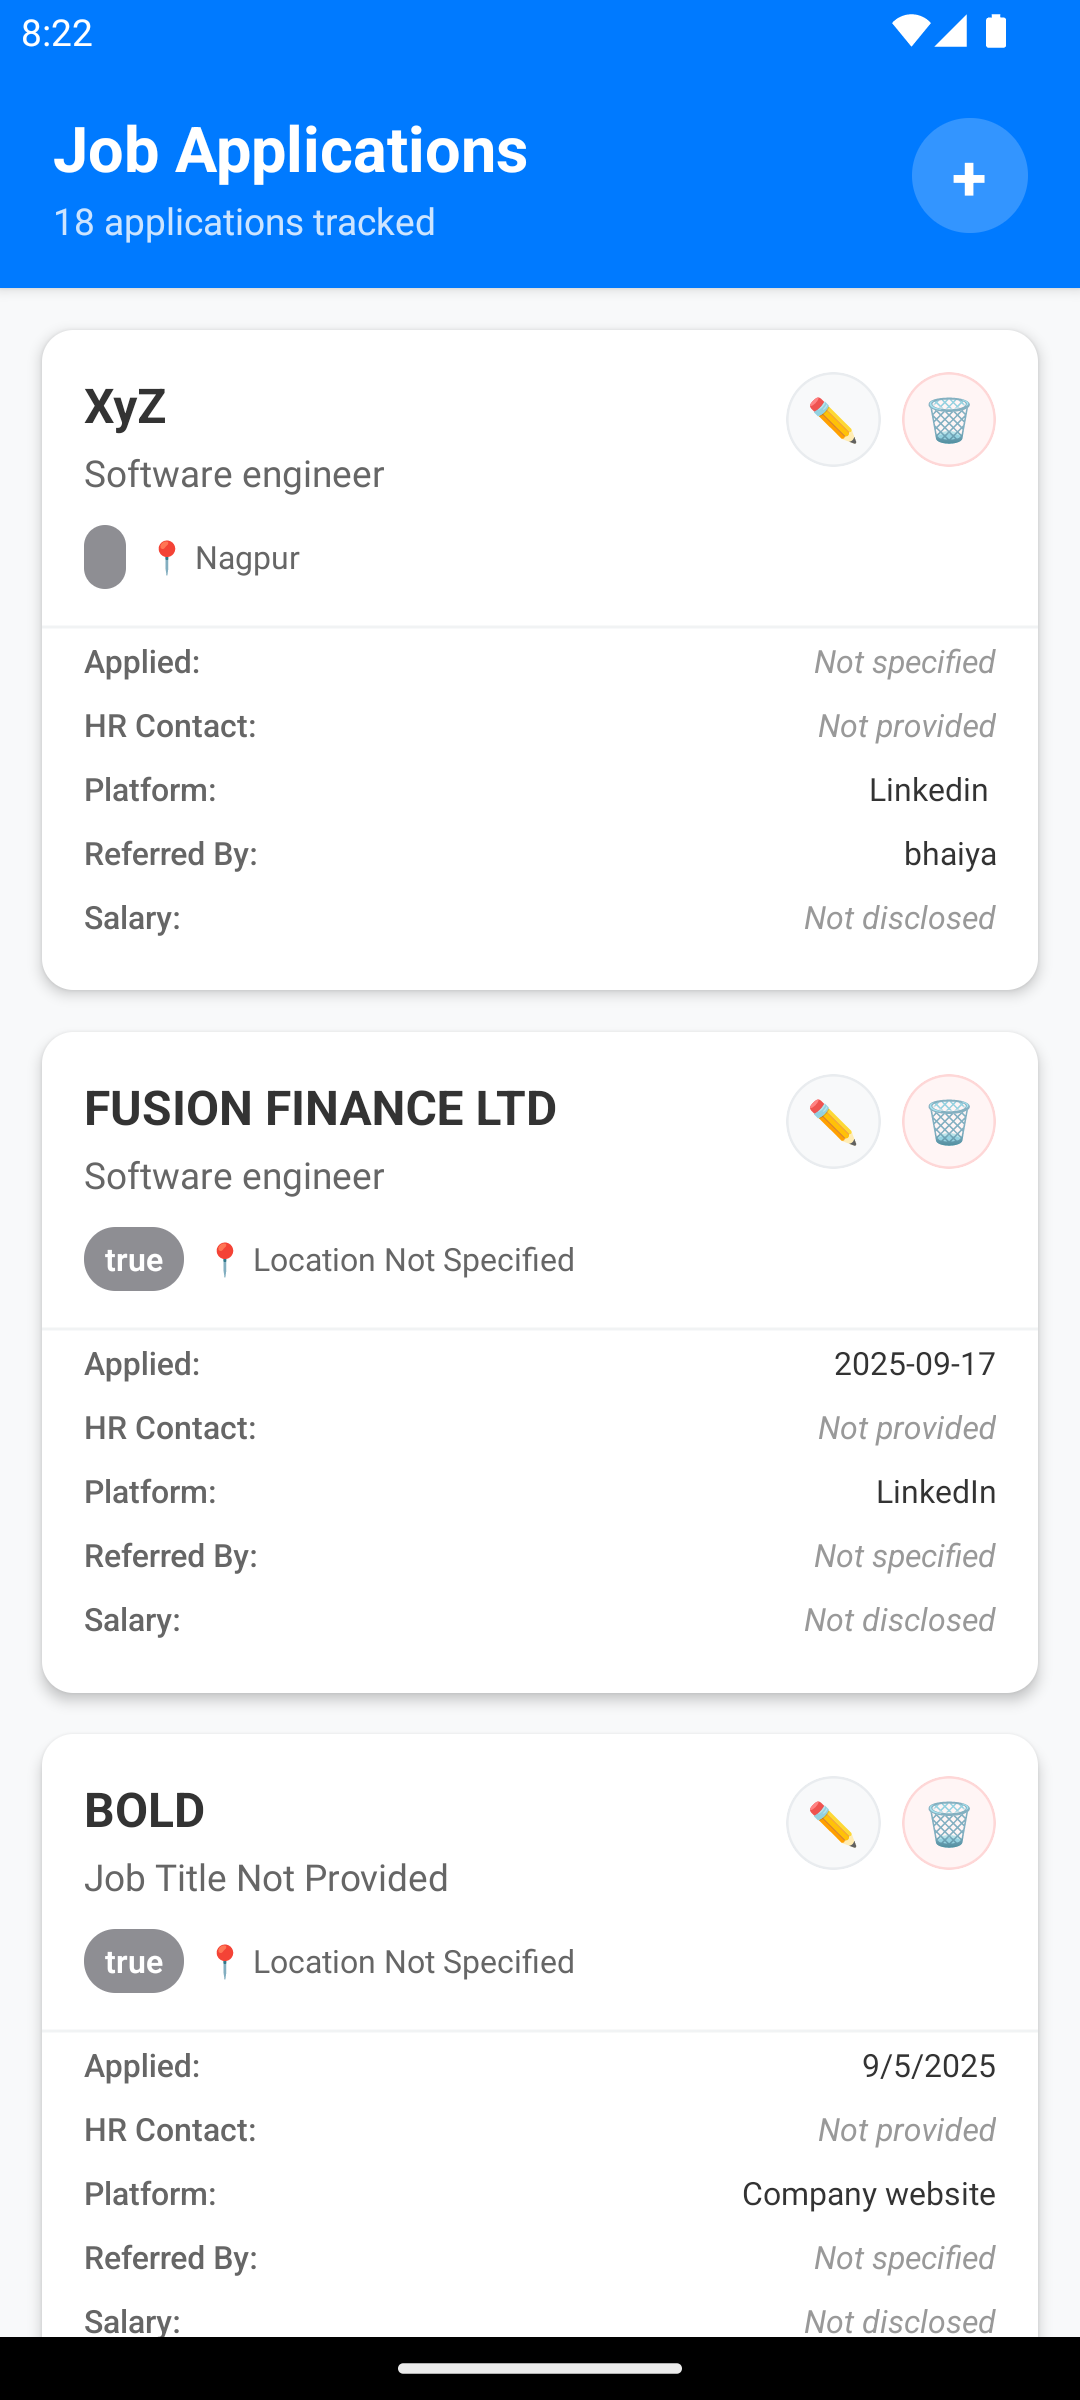 8:22
Job Applications
18 applications tracked
+
XyZ
Software engineer
Nagpur
Applied: Not specified
HR Contact: Not provided
Platform: Linkedin
Referred By: bhaiya
Salary: Not disclosed
FUSION FINANCE LTD
Software engineer
true Location Not Specified
Applied: 2025-09-17
HR Contact: Not provided
Platform: LinkedIn
Referred By: Not specified
Salary: Not disclosed
BOLD
Job Title Not Provided
true Location Not Specified
Applied: 9/5/2025
HR Contact: Not provided
Platform: Company website
Referred By: Not specified
Salary: Not disclosed